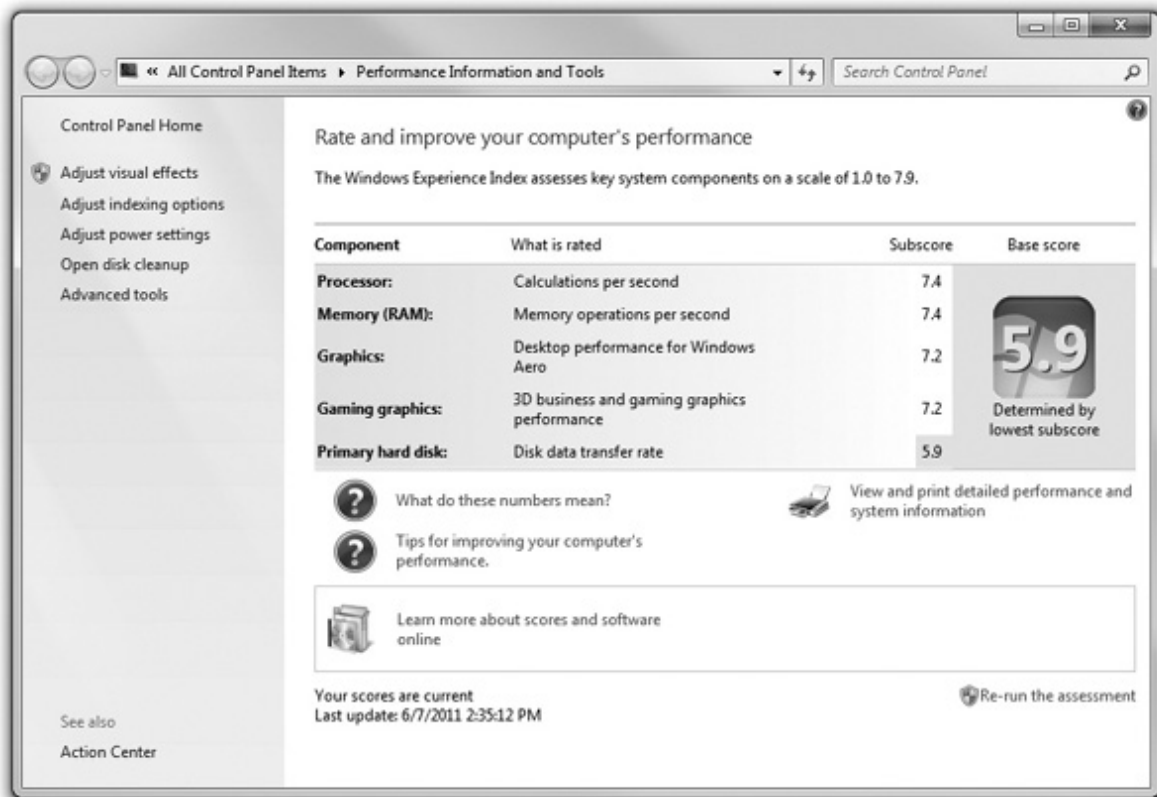 « All Control Panel Items ▸ Performance Information and Tools
Search Control Panel
Control Panel Home
Adjust visual effects
Adjust indexing options
Adjust power settings
Open disk cleanup
Advanced tools
See also
Action Center
Rate and improve your computer's performance
The Windows Experience Index assesses key system components on a scale of 1.0 to 7.9.
Component What is rated Subscore Base score
Processor: Calculations per second 7.4
Memory (RAM): Memory operations per second 7.4
Graphics: Desktop performance for Windows
Aero 7.2
Gaming graphics: 3D business and gaming graphics
performance 7.2
Primary hard disk: Disk data transfer rate 5.9
5.9
Determined by
lowest subscore
? What do these numbers mean?
? Tips for improving your computer's
performance.
View and print detailed performance and
system information
Learn more about scores and software
online
Your scores are current
Last update: 6/7/2011 2:35:12 PM
Re-run the assessment